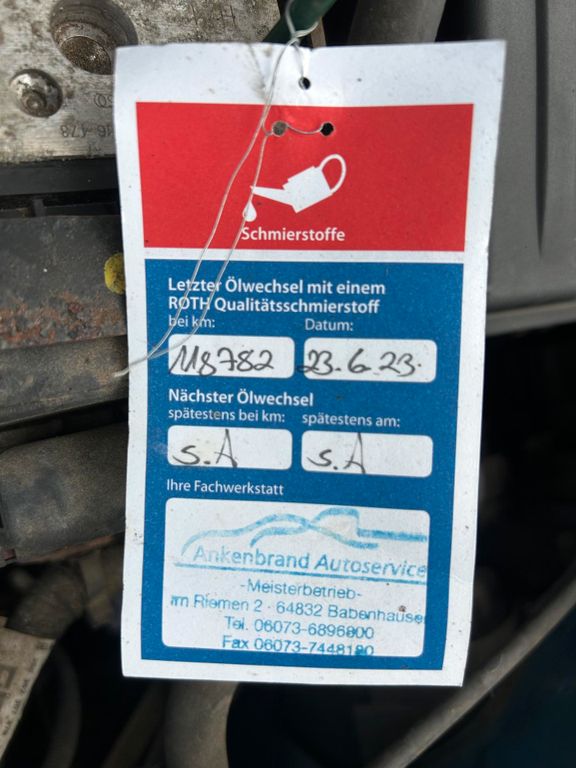 Schmierstoffe
Letzter Ölwechsel mit einem
ROTH Qualitätsschmierstoff
bei km: Datum:
118782 23.6.23.
Nächster Ölwechsel
spätestens bei km: spätestens am:
s.A s.A
Ihre Fachwerkstatt
Ankenbrand Autoservice
-Meisterbetrieb-
Im Riemen 2 · 64832 Babenhausen
Tel. 06073-6896800
Fax 06073-7448180